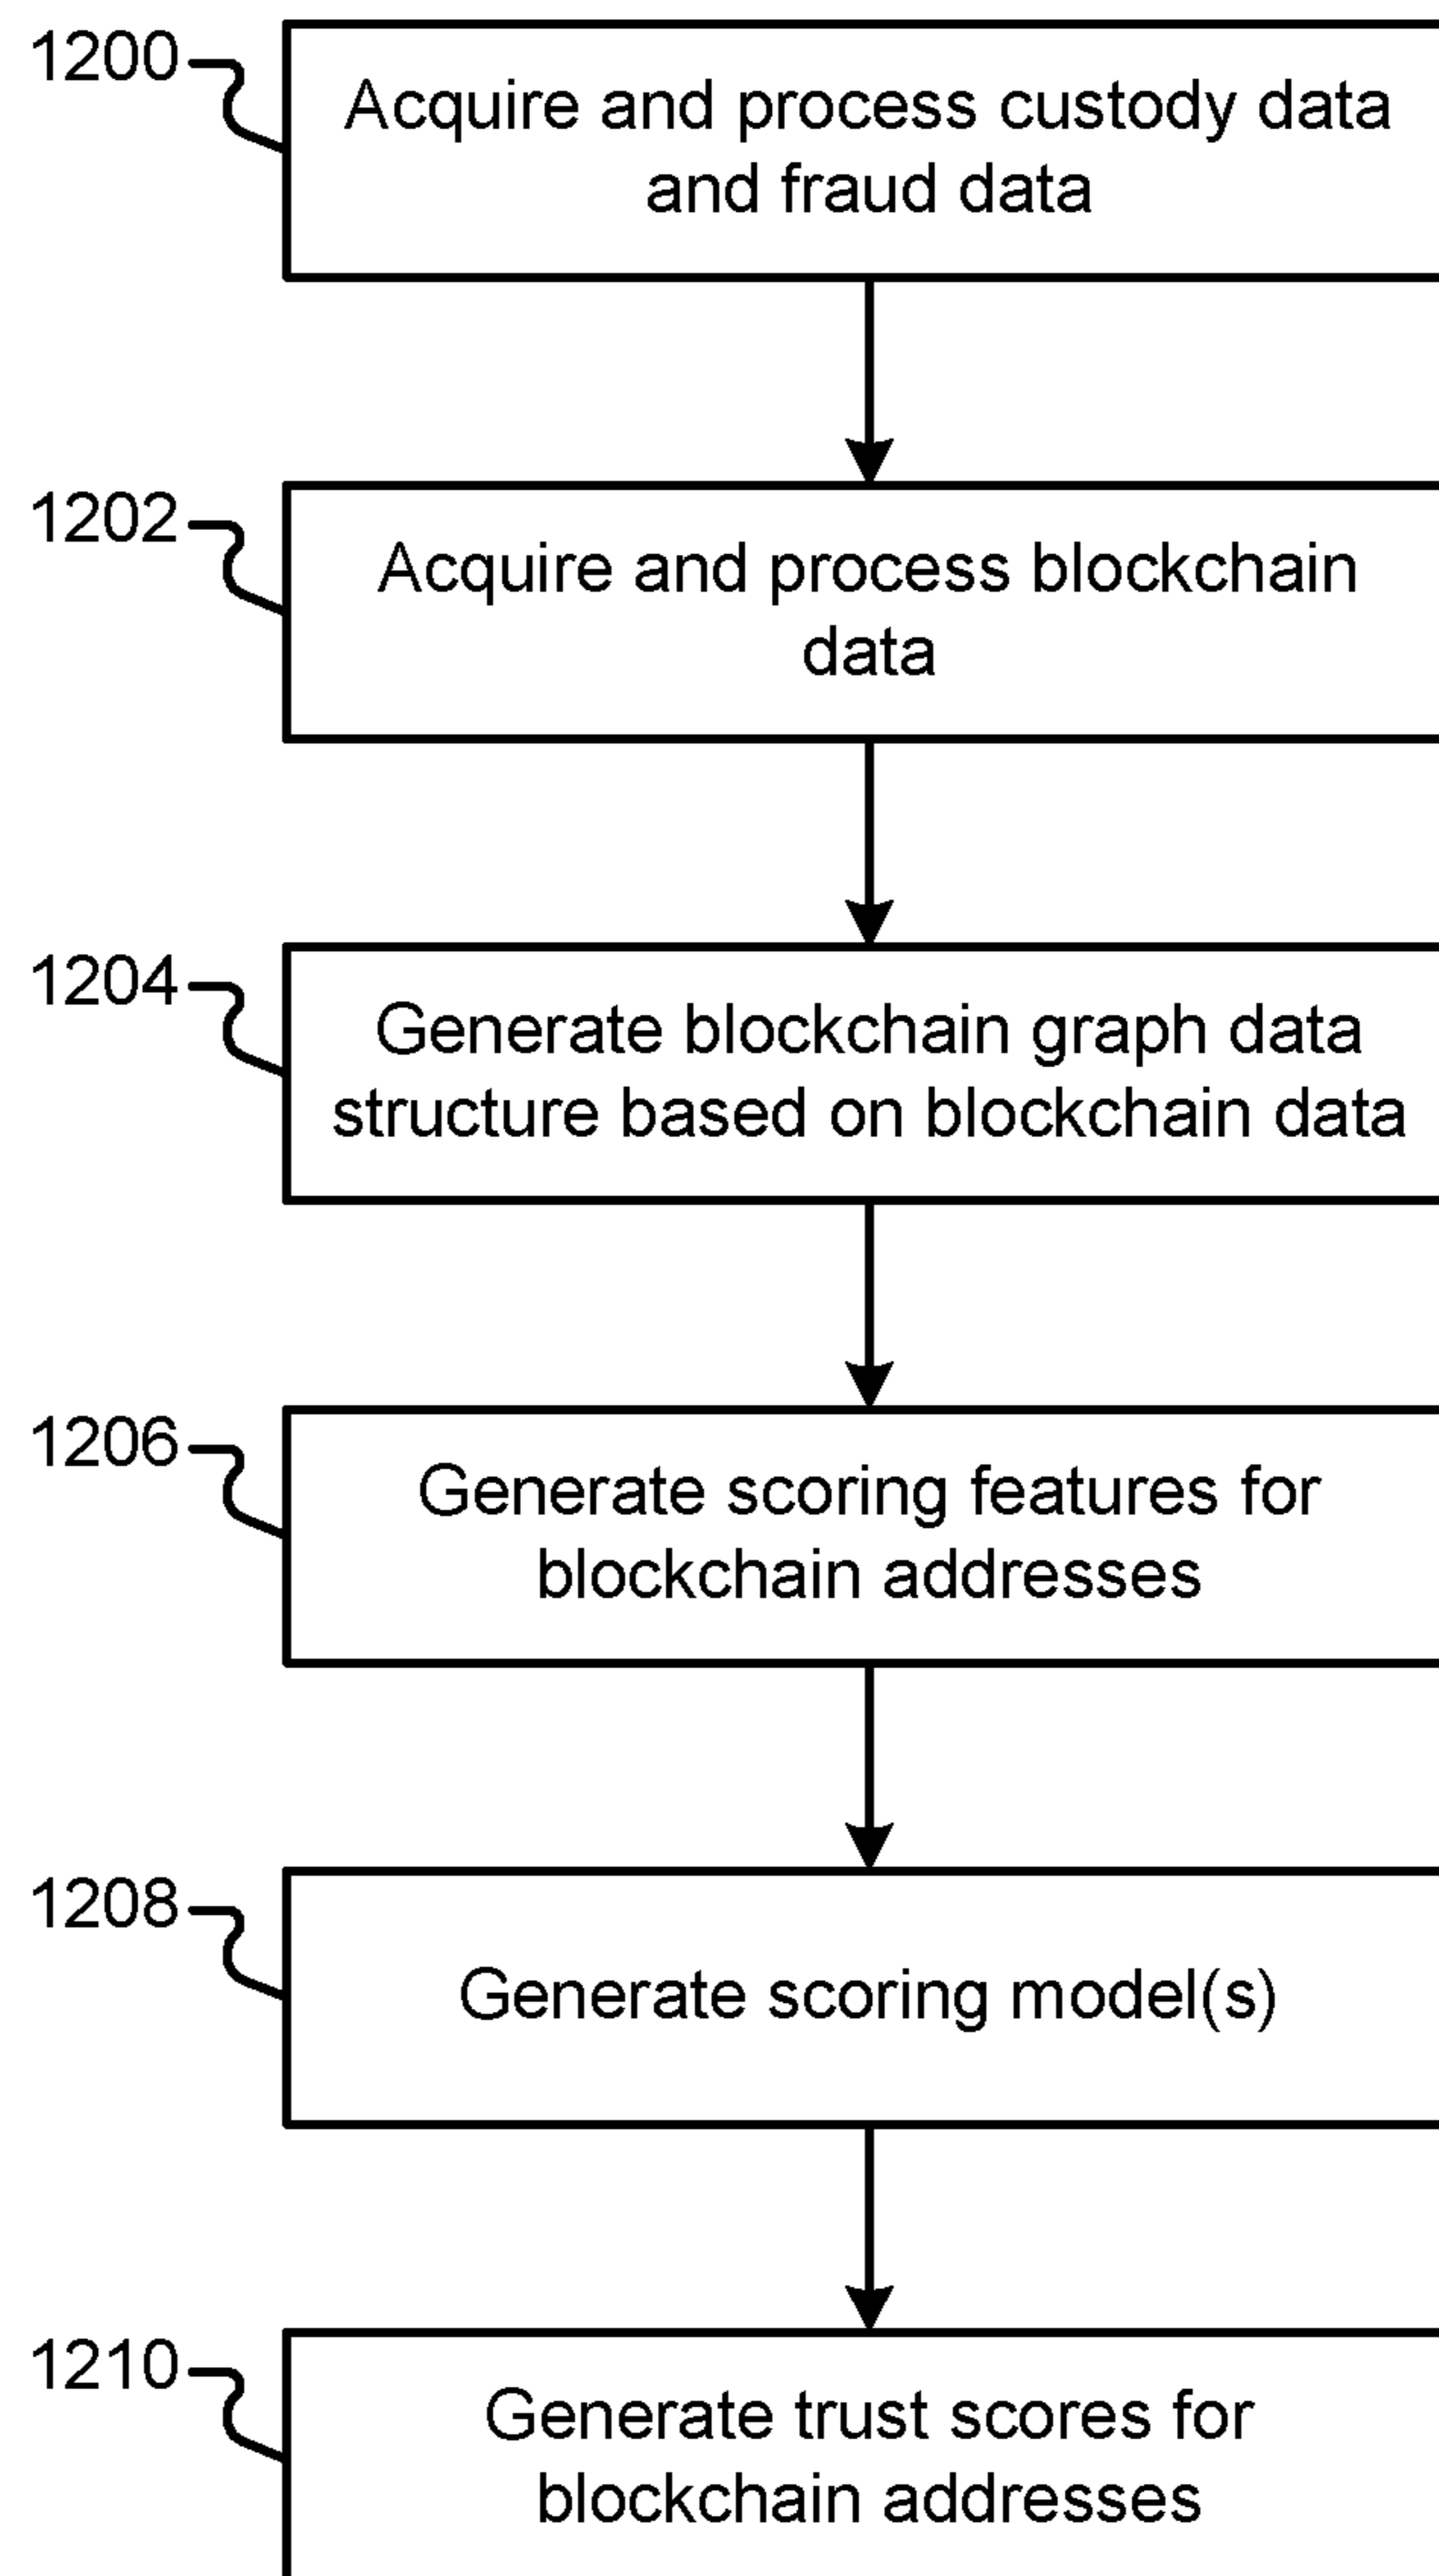 1200
Acquire and process custody data
and fraud data
1202
Acquire and process blockchain
data
1204
Generate blockchain graph data
structure based on blockchain data
1206
Generate scoring features for
blockchain addresses
1208
Generate scoring model(s)
1210
Generate trust scores for
blockchain addresses